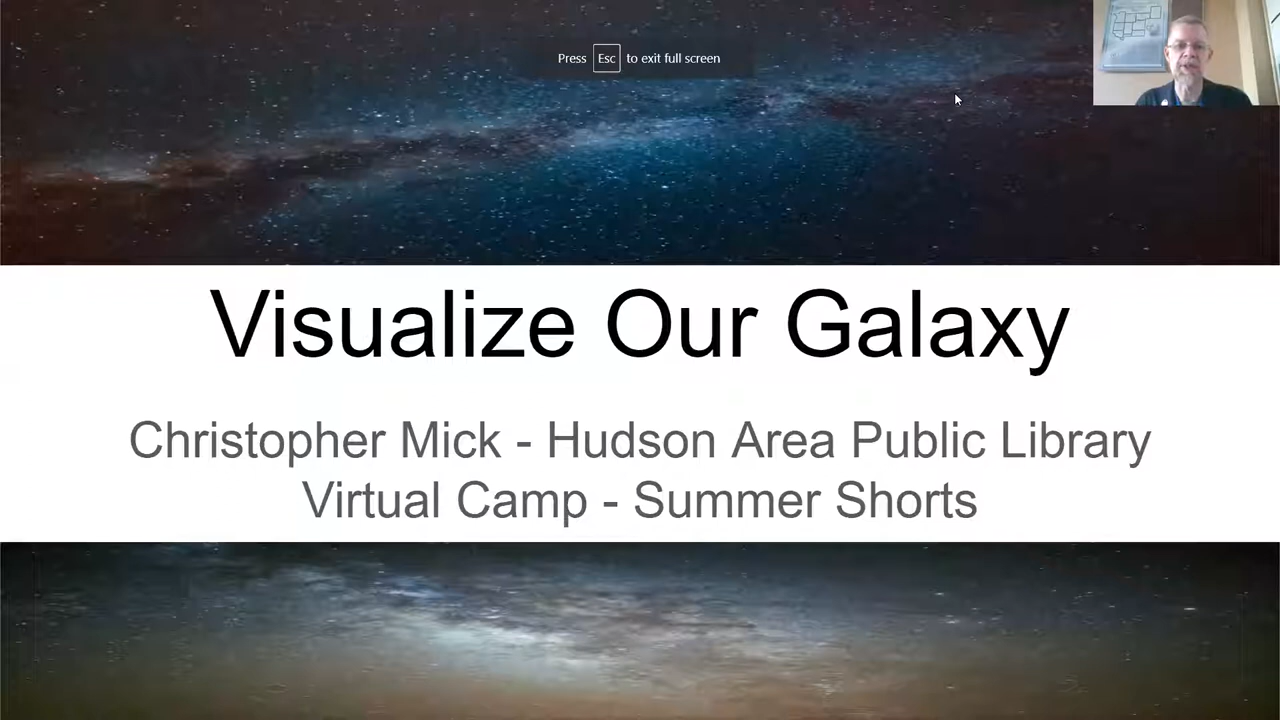 Press Esc to exit full screen
Visualize Our Galaxy
Christopher Mick - Hudson Area Public Library
Virtual Camp - Summer Shorts